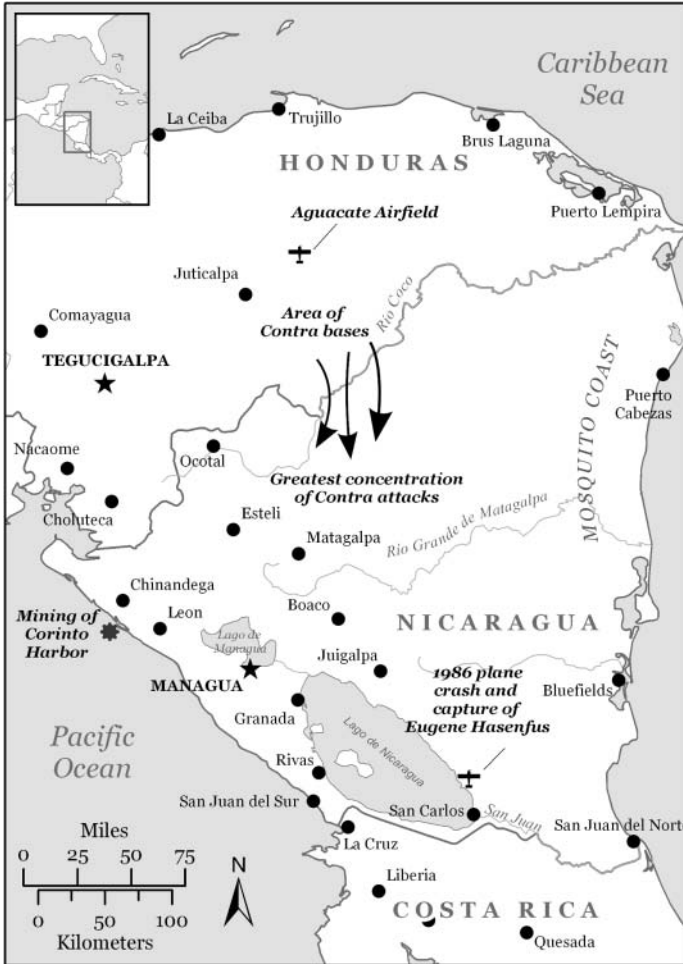 Caribbean
Sea
La Ceiba
Trujillo
Brus Laguna
HONDURAS
Puerto Lempira
Aguacate Airfield
Juticalpa
Area of
Contra bases
Rio Coco
Comayagua
TEGUCIGALPA
Puerto
Cabezas
MOSQUITO COAST
Nacaome
Ocotal
Choluteca
Greatest concentration
of Contra attacks
Esteli
Matagalpa
Rio Grande de Matagalpa
Chinandega
Leon
Mining of
Corinto
Harbor
Boaco
NICARAGUA
Lago de
Managua
MANAGUA
Juigalpa
1986 plane
crash and
capture of
Eugene Hasenfus
Bluefields
Granada
Lago de Nicaragua
Pacific
Ocean
Rivas
San Juan del Sur
San Carlos
San Juan
San Juan del Norte
La Cruz
Miles
0 25 50 75
0 50 100
Kilometers
N
Liberia
COSTA RICA
Quesada